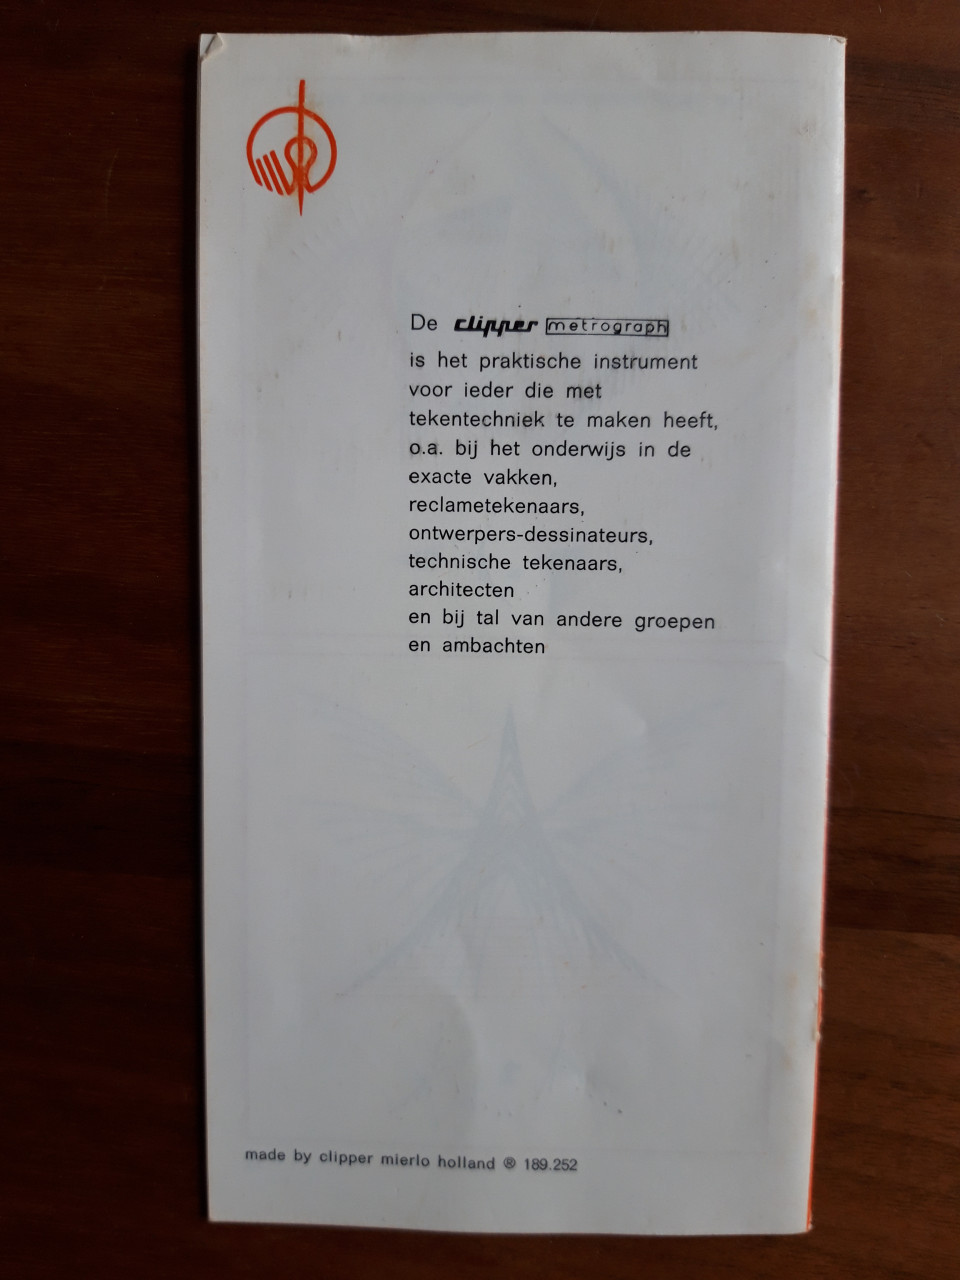 De clipper metrograph
is het praktische instrument
voor ieder die met
tekentechniek te maken heeft,
o.a. bij het onderwijs in de
exacte vakken,
reclametekenaars,
ontwerpers-dessinateurs,
technische tekenaars,
architecten
en bij tal van andere groepen
en ambachten
made by clipper mierlo holland ® 189.252